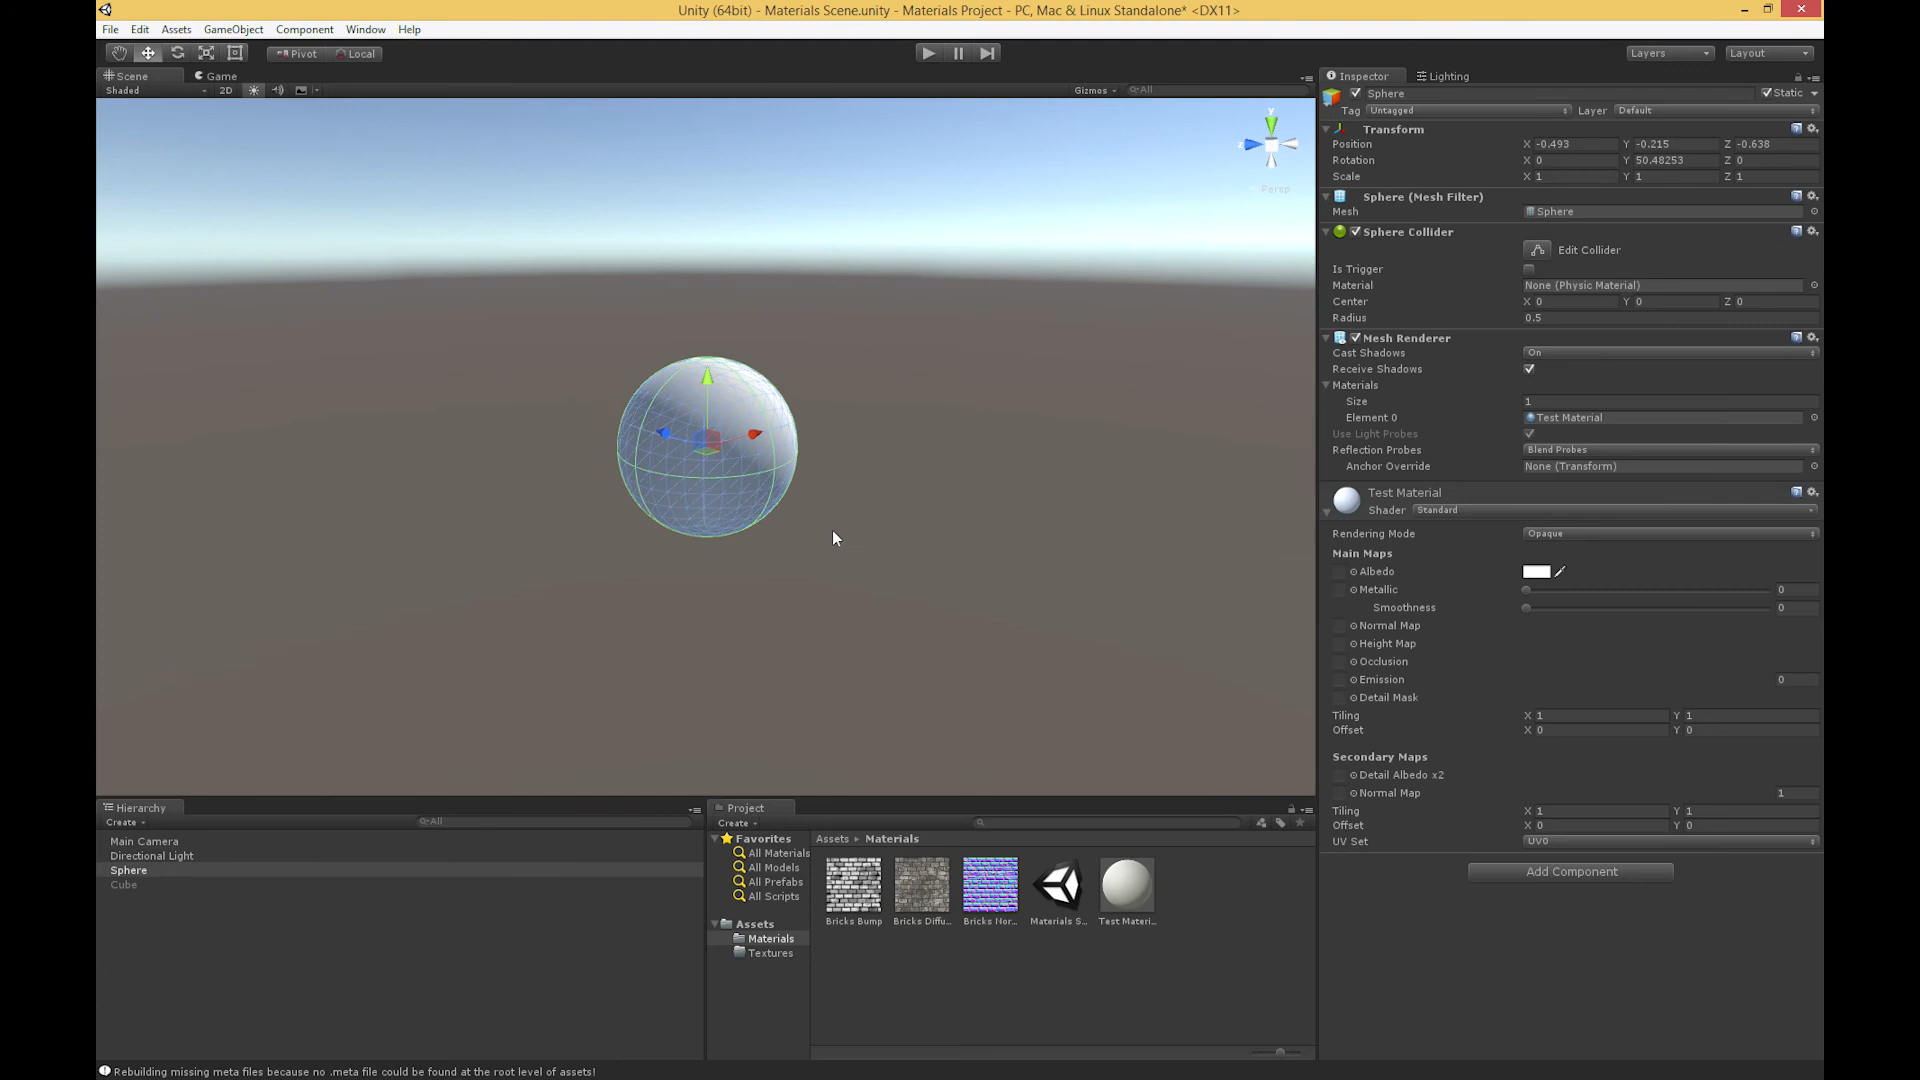 Unity (64bit) - Materials Scene.unity - Materials Project - PC, Mac & Linux Standalone* <DX11>
File Edit Assets GameObject Component Window Help
Pivot Local Layers Layout
Scene Game
Shaded 2D Gizmos All
y
z
Persp
Inspector Lighting
Sphere Static
Tag Untagged Layer Default
Transform
Position X -0.493 Y -0.215 Z -0.638
Rotation X 0 Y 50.48253 Z 0
Scale X 1 Y 1 Z 1
Sphere (Mesh Filter)
Mesh Sphere
Sphere Collider
Edit Collider
Is Trigger
Material None (Physic Material)
Center X 0 Y 0 Z 0
Radius 0.5
Mesh Renderer
Cast Shadows On
Receive Shadows
Materials
Size 1
Element 0 Test Material
Use Light Probes
Reflection Probes Blend Probes
Anchor Override None (Transform)
Test Material
Shader Standard
Rendering Mode Opaque
Main Maps
Albedo
Metallic 0
Smoothness 0
Normal Map
Height Map
Occlusion
Emission 0
Detail Mask
Tiling X 1 Y 1
Offset X 0 Y 0
Secondary Maps
Detail Albedo x2
Normal Map 1
Tiling X 1 Y 1
Offset X 0 Y 0
UV Set UV0
Add Component
Hierarchy
Create All
Main Camera
Directional Light
Sphere
Cube
Project
Create
Favorites
All Materials
All Models
All Prefabs
All Scripts
Assets
Materials
Textures
Assets Materials
Bricks Bump Bricks Diffu... Bricks Nor... Materials S... Test Materi...
Rebuilding missing meta files because no .meta file could be found at the root level of assets!